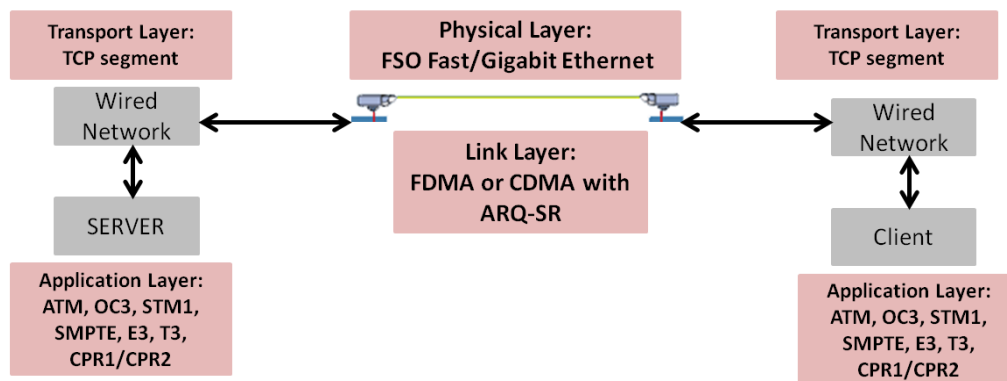 Transport Layer:
TCP segment
Physical Layer:
FSO Fast/Gigabit Ethernet
Transport Layer:
TCP segment
Wired
Network
Wired
Network
Link Layer:
FDMA or CDMA with
ARQ-SR
SERVER
Client
Application Layer:
ATM, OC3, STM1,
SMPTE, E3, T3,
CPR1/CPR2
Application Layer:
ATM, OC3, STM1,
SMPTE, E3, T3,
CPR1/CPR2